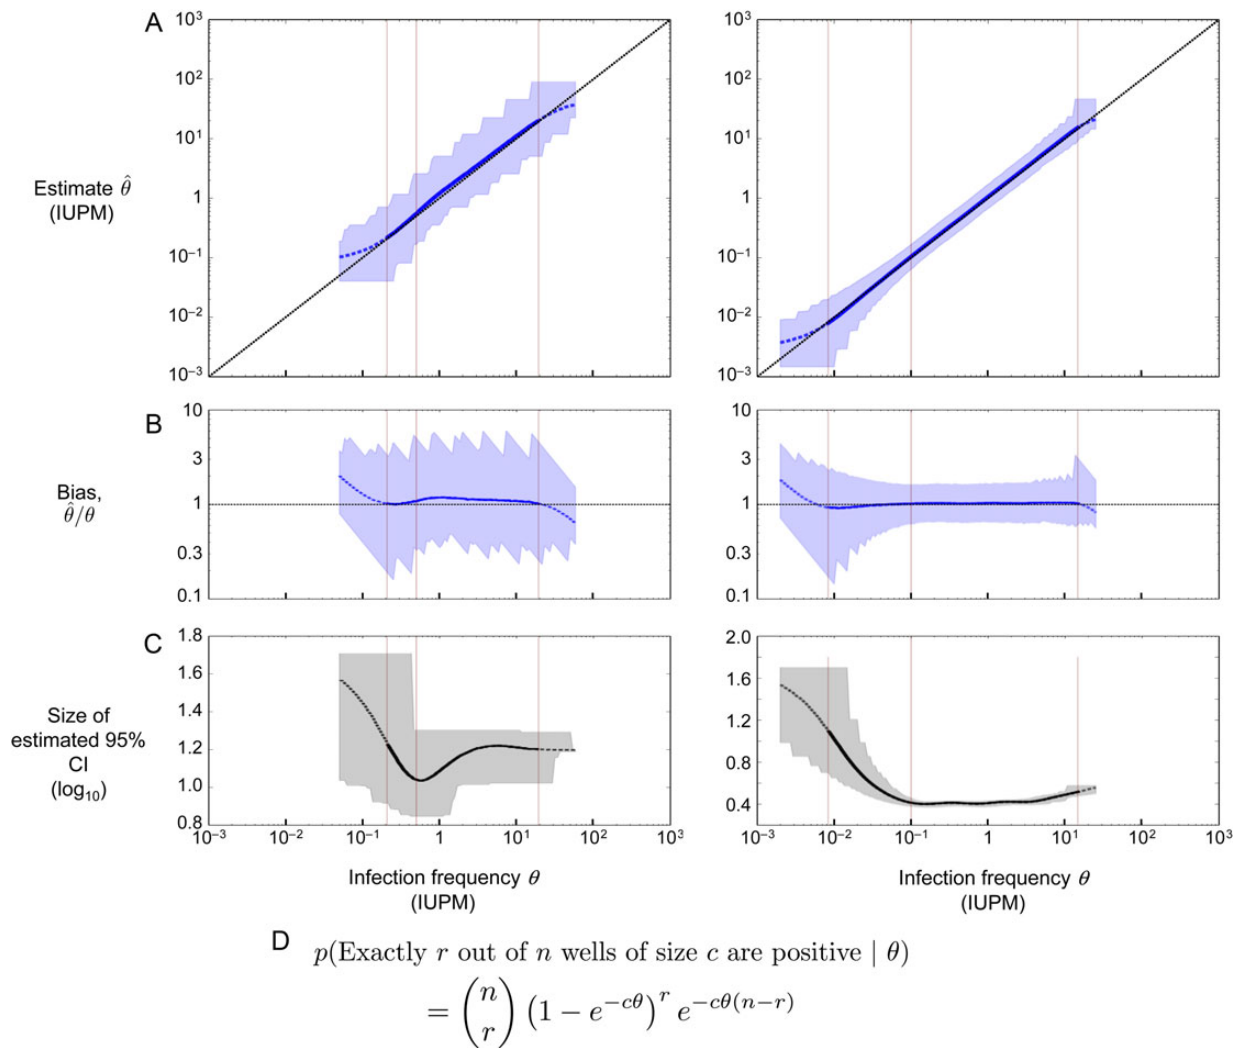 A
Estimate θ̂
(IUPM)
10³
10²
10¹
1
10⁻¹
10⁻²
10⁻³
10³
10²
10¹
1
10⁻¹
10⁻²
10⁻³
B
Bias,
θ̂/θ
10
3
1
0.3
0.1
10
3
1
0.3
0.1
C
Size of
estimated 95%
CI
(log₁₀)
1.8
1.6
1.4
1.2
1.0
0.8
2.0
1.6
1.2
0.8
0.4
10⁻³ 10⁻² 10⁻¹ 1 10¹ 10² 10³
10⁻³ 10⁻² 10⁻¹ 1 10¹ 10² 10³
Infection frequency θ
(IUPM)
Infection frequency θ
(IUPM)
D
p(Exactly r out of n wells of size c are positive | θ)
= (n r) (1 − e^{−cθ})^r e^{−cθ(n−r)}